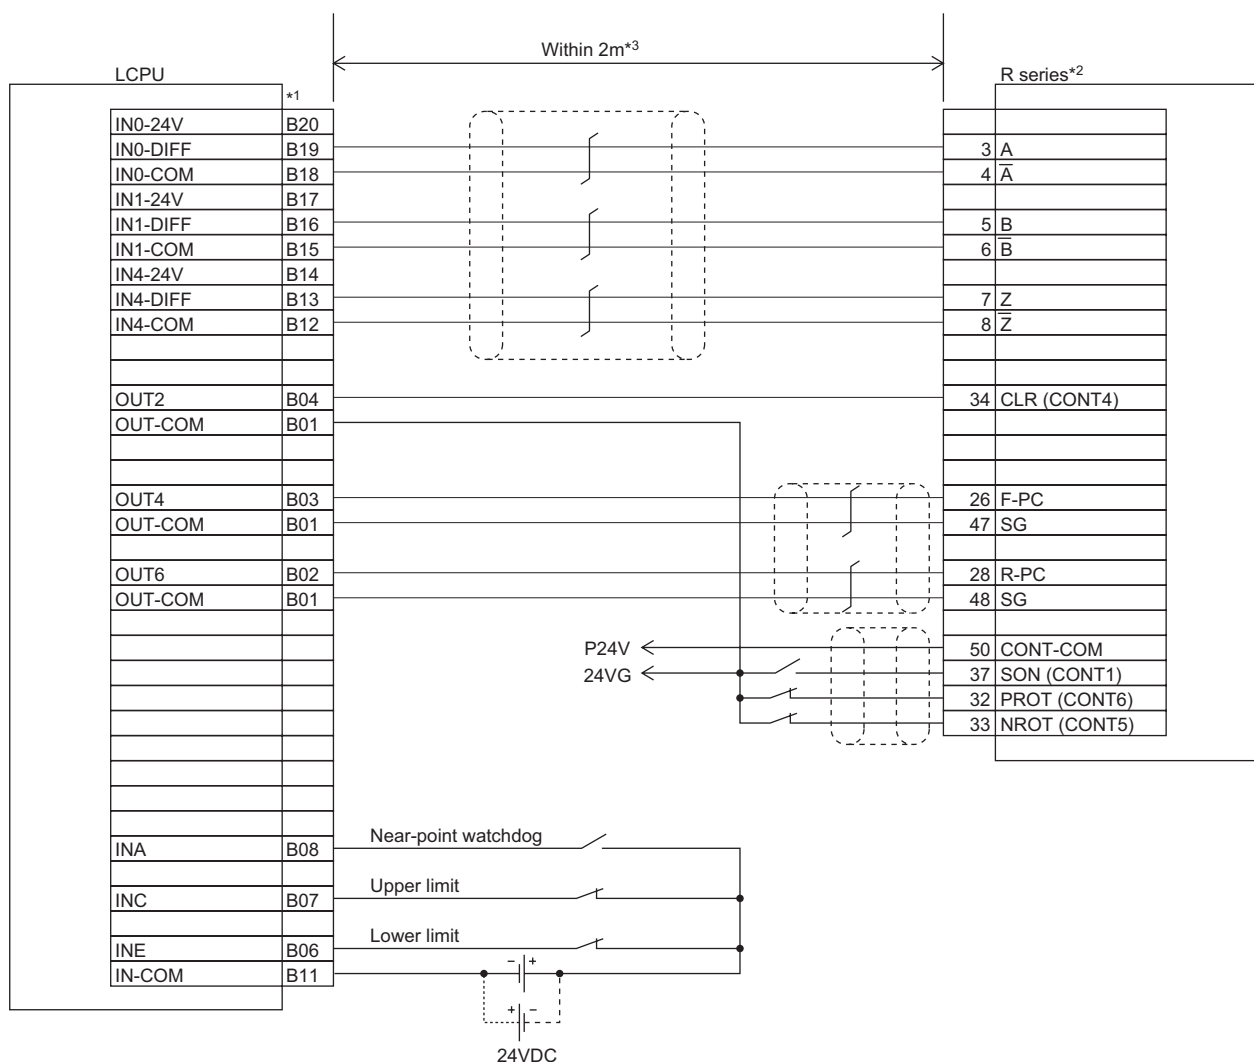 Within 2m*3
LCPU
R series*2
*1
IN0-24V B20
IN0-DIFF B19 3 A
IN0-COM B18 4 A̅
IN1-24V B17
IN1-DIFF B16 5 B
IN1-COM B15 6 B̅
IN4-24V B14
IN4-DIFF B13 7 Z
IN4-COM B12 8 Z̅
OUT2 B04 34 CLR (CONT4)
OUT-COM B01
OUT4 B03 26 F-PC
OUT-COM B01 47 SG
OUT6 B02 28 R-PC
OUT-COM B01 48 SG
P24V 50 CONT-COM
24VG 37 SON (CONT1)
32 PROT (CONT6)
33 NROT (CONT5)
INA B08 Near-point watchdog
INC B07 Upper limit
INE B06 Lower limit
IN-COM B11 - +
+ -
24VDC